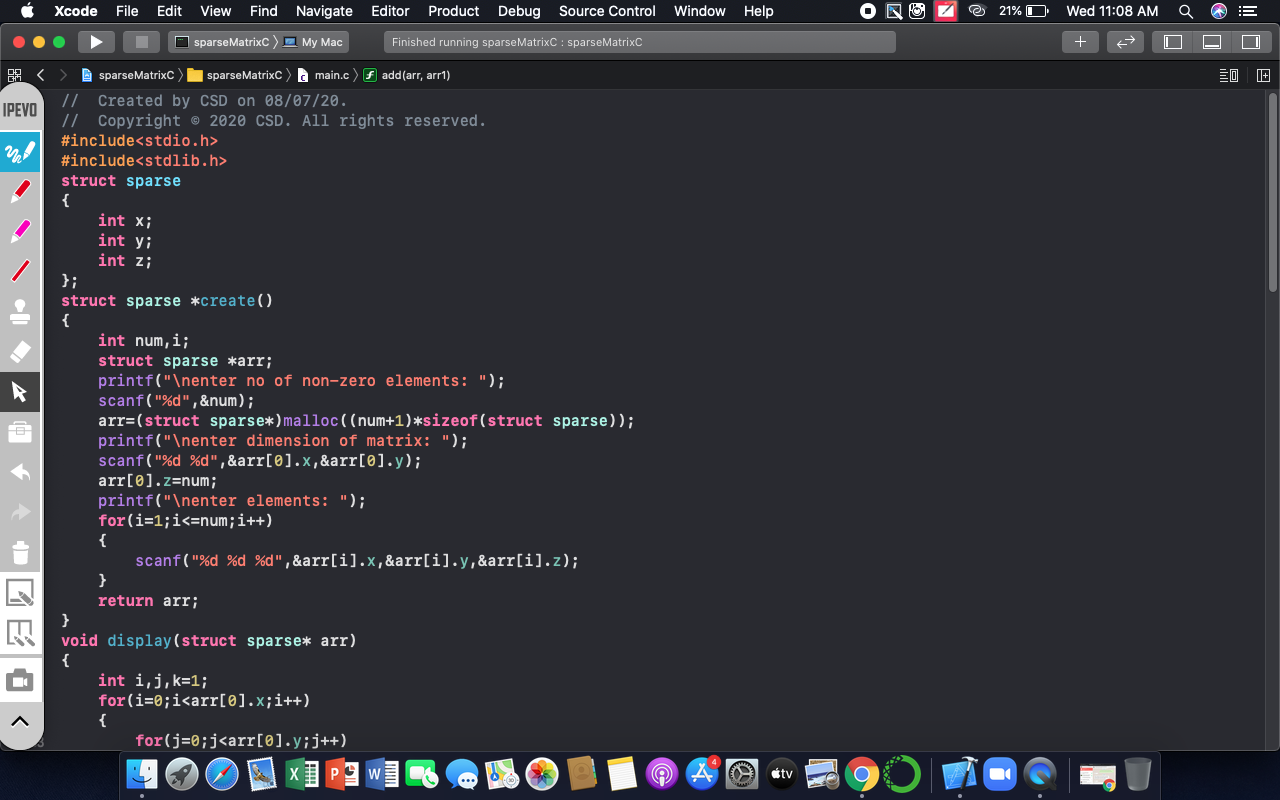 Xcode File Edit View Find Navigate Editor Product Debug Source Control Window Help 21% Wed 11:08 AM
sparseMatrixC My Mac Finished running sparseMatrixC : sparseMatrixC
sparseMatrixC sparseMatrixC main.c add(arr, arr1)
IPEVO
//  Created by CSD on 08/07/20.
//  Copyright © 2020 CSD. All rights reserved.
#include<stdio.h>
#include<stdlib.h>
struct sparse
{
    int x;
    int y;
    int z;
};
struct sparse *create()
{
    int num,i;
    struct sparse *arr;
    printf("\nenter no of non-zero elements: ");
    scanf("%d",&num);
    arr=(struct sparse*)malloc((num+1)*sizeof(struct sparse));
    printf("\nenter dimension of matrix: ");
    scanf("%d %d",&arr[0].x,&arr[0].y);
    arr[0].z=num;
    printf("\nenter elements: ");
    for(i=1;i<=num;i++)
    {
        scanf("%d %d %d",&arr[i].x,&arr[i].y,&arr[i].z);
    }
    return arr;
}
void display(struct sparse* arr)
{
    int i,j,k=1;
    for(i=0;i<arr[0].x;i++)
    {
        for(j=0;j<arr[0].y;j++)
4
tv